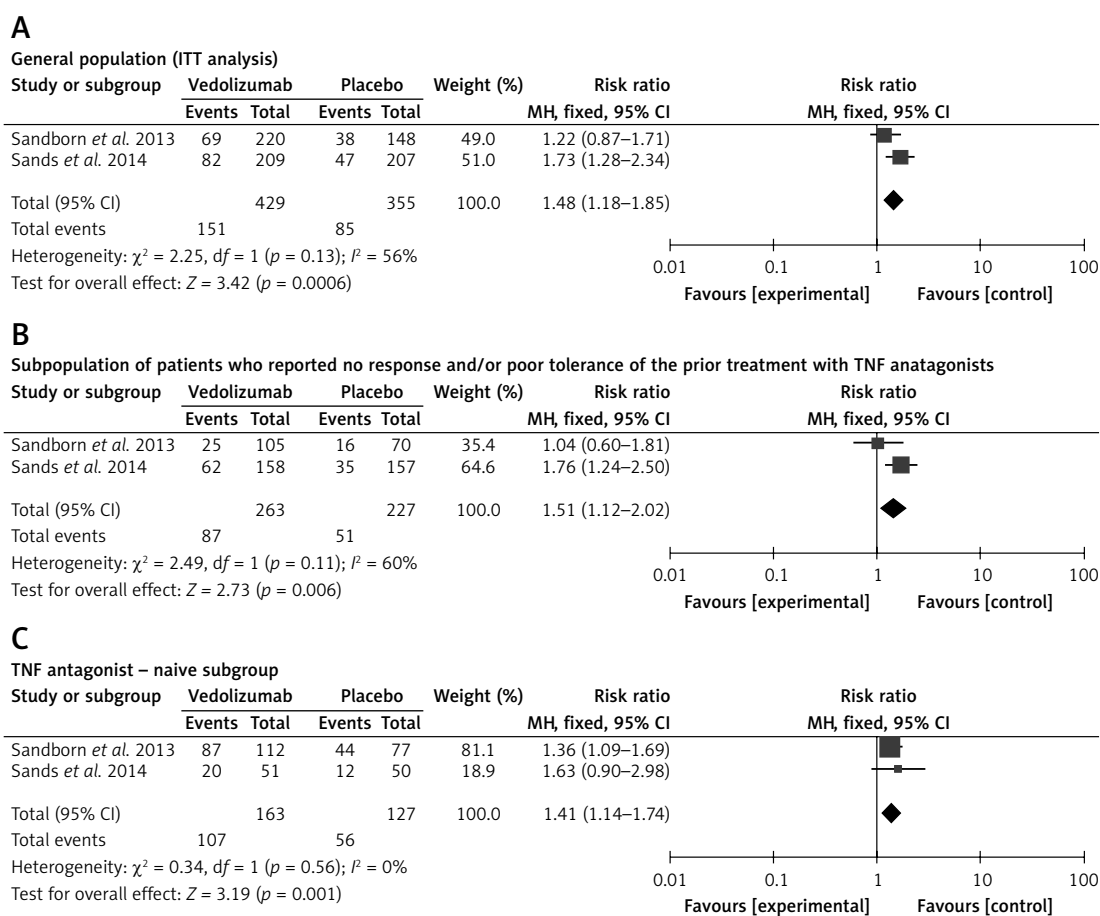 A
General population (ITT analysis)
Study or subgroup Vedolizumab Placebo Weight (%) Risk ratio Risk ratio
Events Total Events Total MH, fixed, 95% CI MH, fixed, 95% CI
Sandborn et al. 2013 69 220 38 148 49.0 1.22 (0.87–1.71)
Sands et al. 2014 82 209 47 207 51.0 1.73 (1.28–2.34)
Total (95% CI) 429 355 100.0 1.48 (1.18–1.85)
Total events 151 85
Heterogeneity: χ² = 2.25, df = 1 (p = 0.13); I² = 56%
Test for overall effect: Z = 3.42 (p = 0.0006)
0.01 0.1 1 10 100
Favours [experimental] Favours [control]
B
Subpopulation of patients who reported no response and/or poor tolerance of the prior treatment with TNF anatagonists
Study or subgroup Vedolizumab Placebo Weight (%) Risk ratio Risk ratio
Events Total Events Total MH, fixed, 95% CI MH, fixed, 95% CI
Sandborn et al. 2013 25 105 16 70 35.4 1.04 (0.60–1.81)
Sands et al. 2014 62 158 35 157 64.6 1.76 (1.24–2.50)
Total (95% CI) 263 227 100.0 1.51 (1.12–2.02)
Total events 87 51
Heterogeneity: χ² = 2.49, df = 1 (p = 0.11); I² = 60%
Test for overall effect: Z = 2.73 (p = 0.006)
0.01 0.1 1 10 100
Favours [experimental] Favours [control]
C
TNF antagonist – naive subgroup
Study or subgroup Vedolizumab Placebo Weight (%) Risk ratio Risk ratio
Events Total Events Total MH, fixed, 95% CI MH, fixed, 95% CI
Sandborn et al. 2013 87 112 44 77 81.1 1.36 (1.09–1.69)
Sands et al. 2014 20 51 12 50 18.9 1.63 (0.90–2.98)
Total (95% CI) 163 127 100.0 1.41 (1.14–1.74)
Total events 107 56
Heterogeneity: χ² = 0.34, df = 1 (p = 0.56); I² = 0%
Test for overall effect: Z = 3.19 (p = 0.001)
0.01 0.1 1 10 100
Favours [experimental] Favours [control]